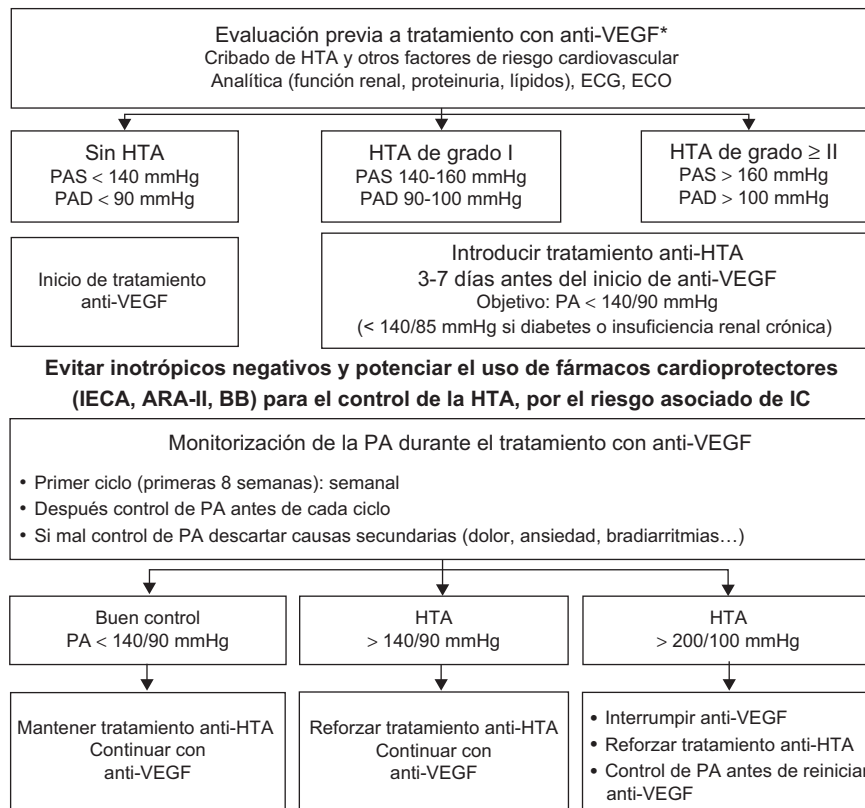 Evaluación previa a tratamiento con anti-VEGF*
Cribado de HTA y otros factores de riesgo cardiovascular
Analítica (función renal, proteinuria, lípidos), ECG, ECO
Sin HTA
PAS < 140 mmHg
PAD < 90 mmHg
HTA de grado I
PAS 140-160 mmHg
PAD 90-100 mmHg
HTA de grado ≥ II
PAS > 160 mmHg
PAD > 100 mmHg
Inicio de tratamiento
anti-VEGF
Introducir tratamiento anti-HTA
3-7 días antes del inicio de anti-VEGF
Objetivo: PA < 140/90 mmHg
(< 140/85 mmHg si diabetes o insuficiencia renal crónica)
Evitar inotrópicos negativos y potenciar el uso de fármacos cardioprotectores
(IECA, ARA-II, BB) para el control de la HTA, por el riesgo asociado de IC
Monitorización de la PA durante el tratamiento con anti-VEGF
• Primer ciclo (primeras 8 semanas): semanal
• Después control de PA antes de cada ciclo
• Si mal control de PA descartar causas secundarias (dolor, ansiedad, bradiarritmias…)
Buen control
PA < 140/90 mmHg
HTA
> 140/90 mmHg
HTA
> 200/100 mmHg
Mantener tratamiento anti-HTA
Continuar con
anti-VEGF
Reforzar tratamiento anti-HTA
Continuar con
anti-VEGF
• Interrumpir anti-VEGF
• Reforzar tratamiento anti-HTA
• Control de PA antes de reiniciar
anti-VEGF